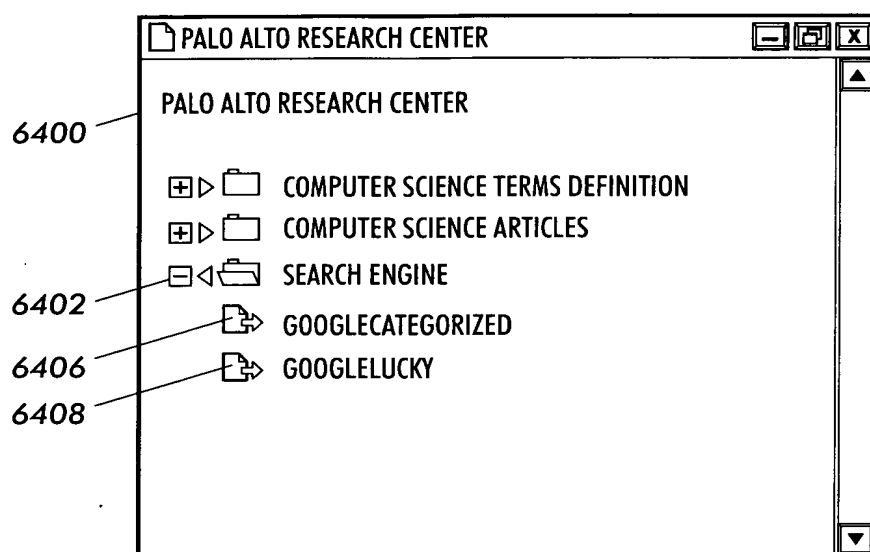 PALO ALTO RESEARCH CENTER
PALO ALTO RESEARCH CENTER
6400
COMPUTER SCIENCE TERMS DEFINITION
COMPUTER SCIENCE ARTICLES
SEARCH ENGINE
6402
GOOGLECATEGORIZED
6406
GOOGLELUCKY
6408